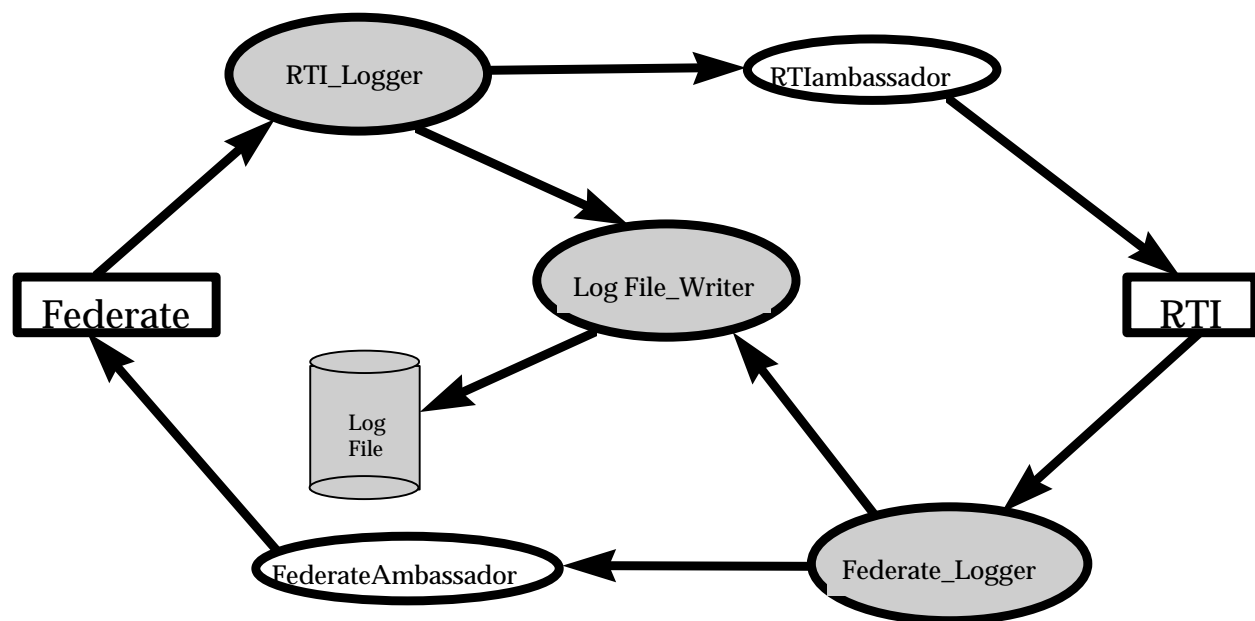 RTI_Logger
RTIambassador
Log File_Writer
Federate
RTI
Log
File
FederateAmbassador
Federate_Logger